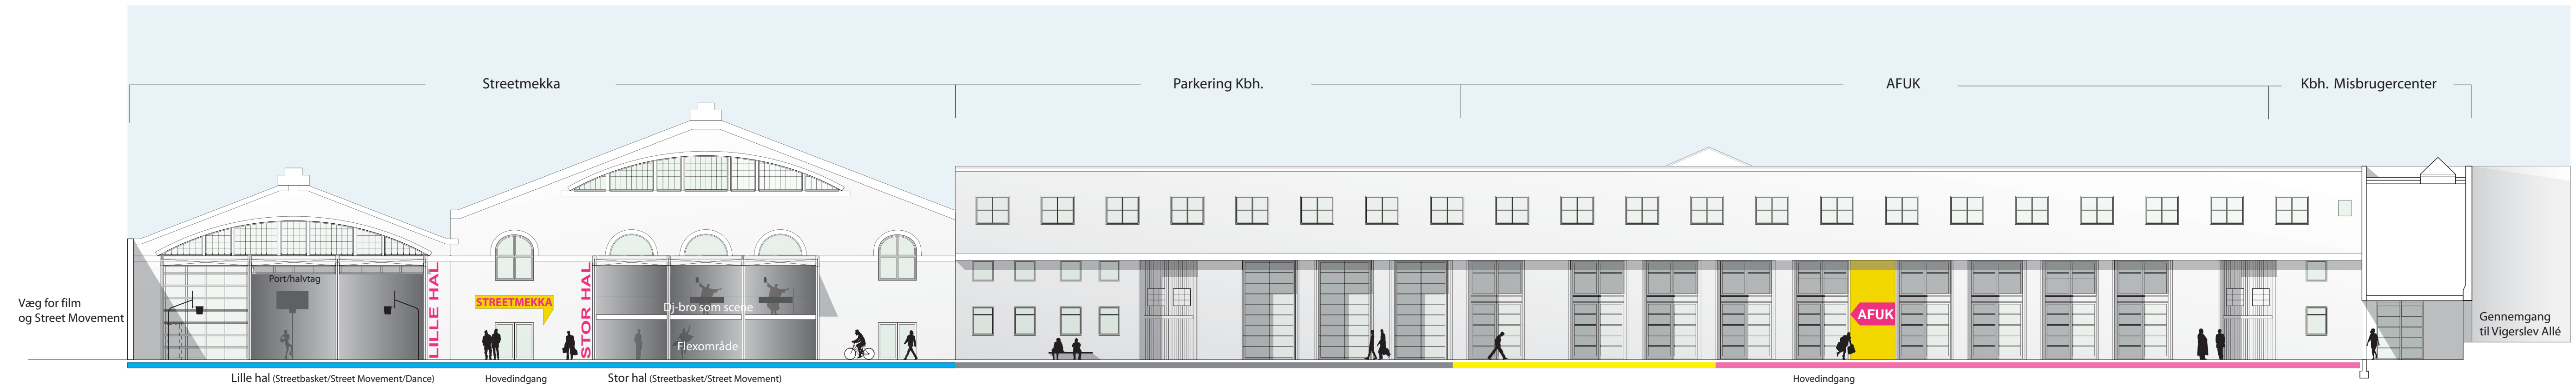 Streetmekka
Parkering Kbh.
AFUK
Kbh. Misbrugercenter
Væg for film
og Street Movement
Port/halvtag
LILLE HAL
STREETMEKKA
STOR HAL
Dj-bro som scene
Flexområde
AFUK
Gennemgang
til Vigerslev Allé
Lille hal (Streetbasket/Street Movement/Dance)
Hovedindgang
Stor hal (Streetbasket/Street Movement)
Hovedindgang